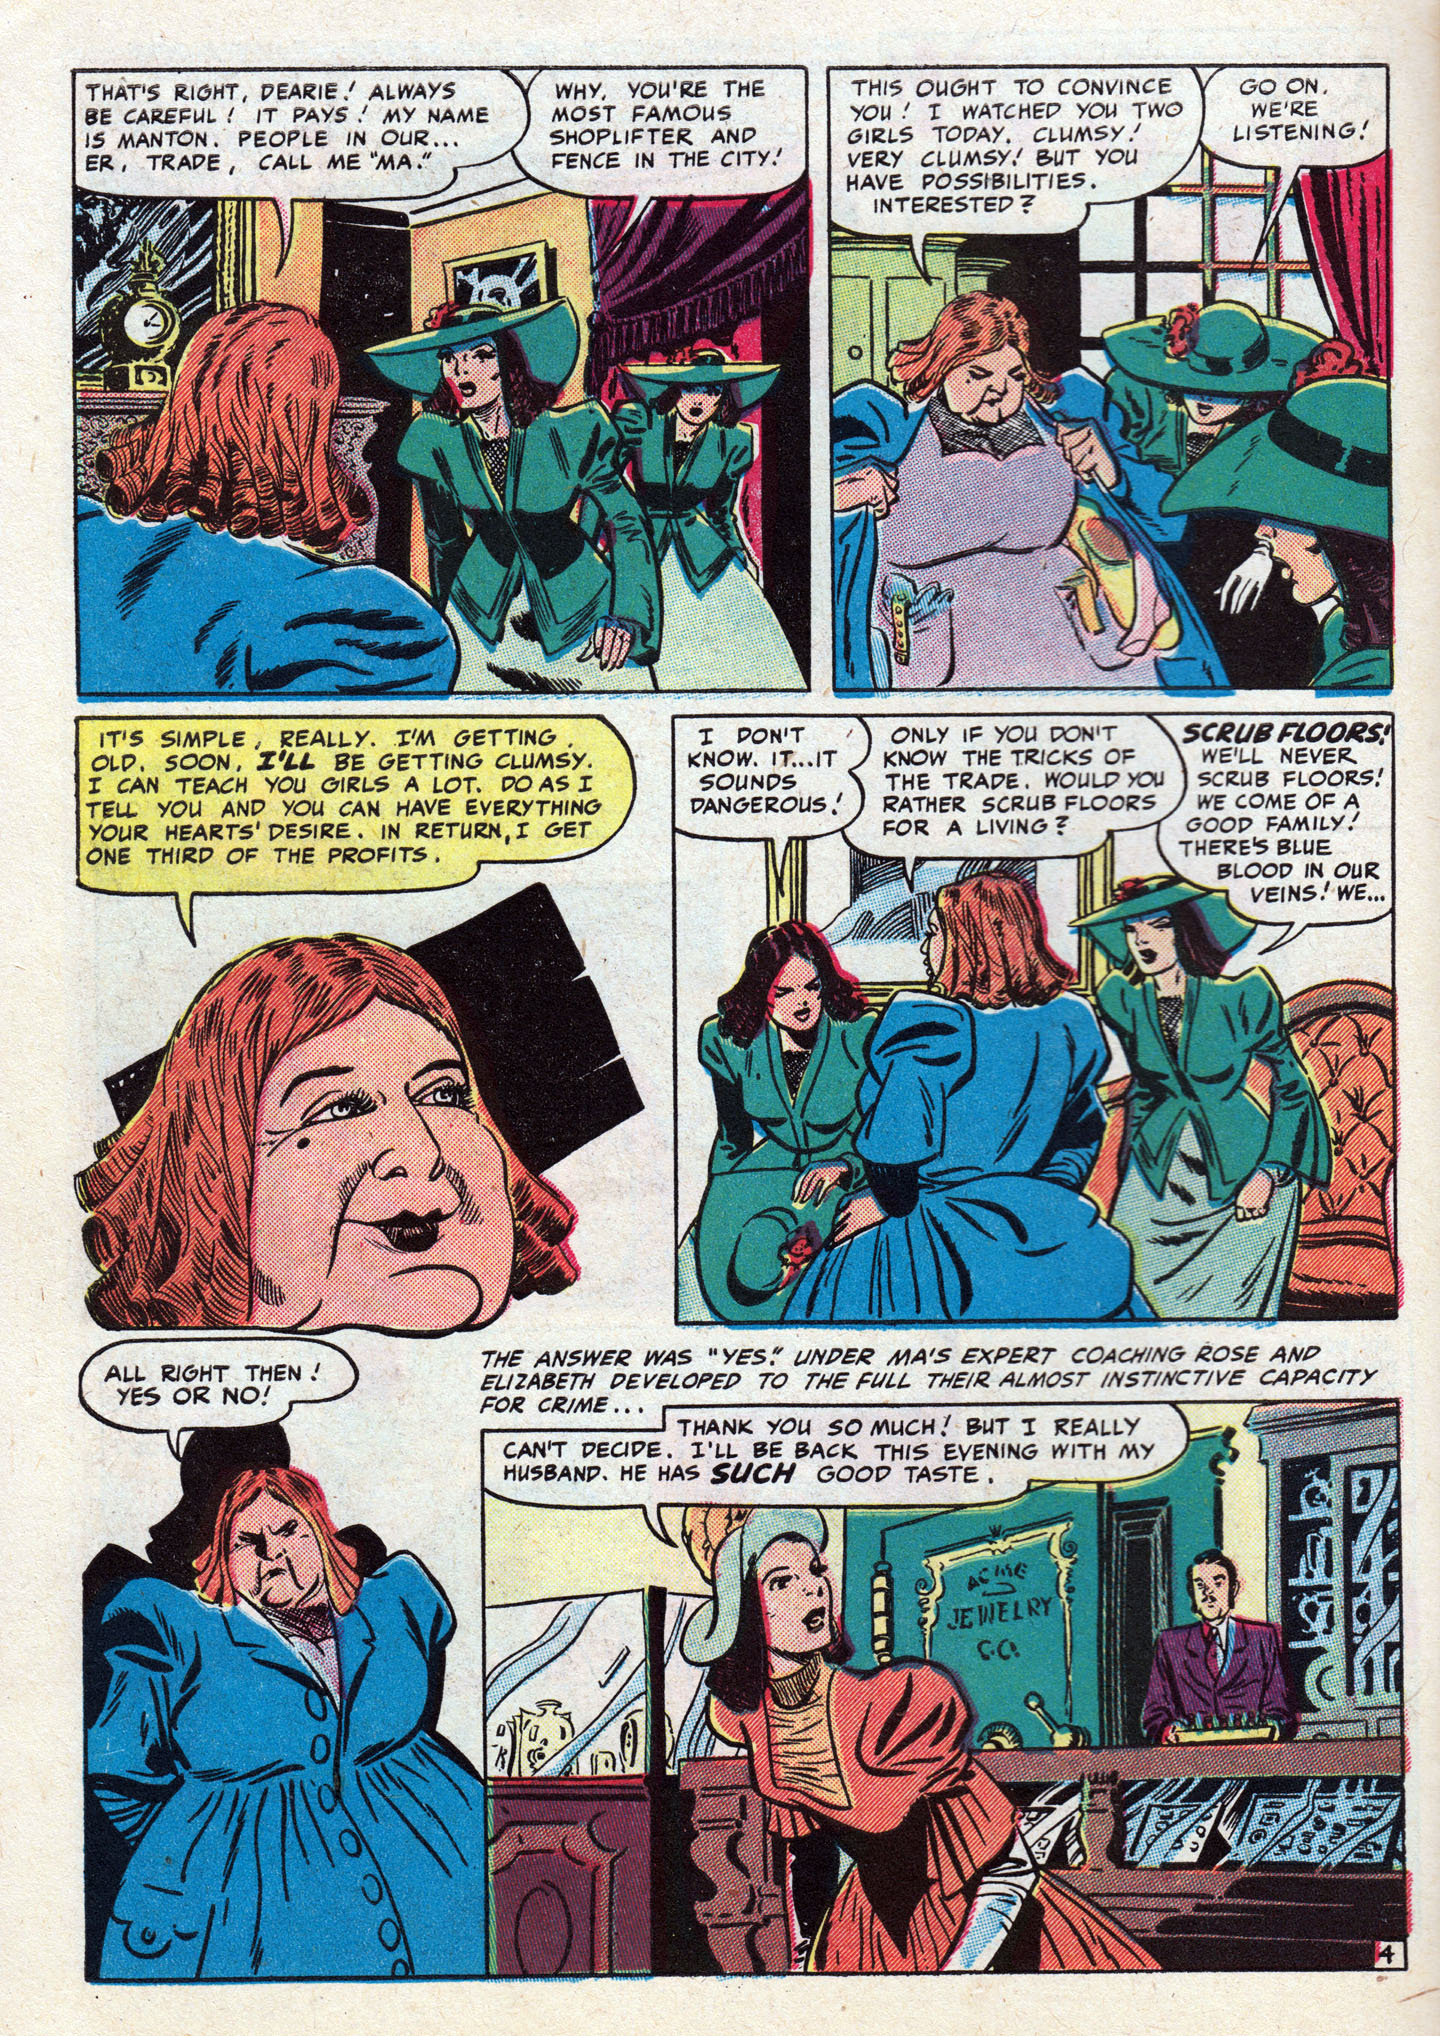 THAT'S RIGHT, DEARIE! ALWAYS
BE CAREFUL! IT PAYS! MY NAME
IS MANTON. PEOPLE IN OUR...
ER, TRADE, CALL ME "MA."
WHY, YOU'RE THE
MOST FAMOUS
SHOPLIFTER AND
FENCE IN THE CITY!
THIS OUGHT TO CONVINCE
YOU! I WATCHED YOU TWO
GIRLS TODAY. CLUMSY!
VERY CLUMSY! BUT YOU
HAVE POSSIBILITIES.
INTERESTED?
GO ON.
WE'RE
LISTENING!
IT'S SIMPLE, REALLY. I'M GETTING
OLD. SOON, I'LL BE GETTING CLUMSY.
I CAN TEACH YOU GIRLS A LOT. DO AS I
TELL YOU AND YOU CAN HAVE EVERYTHING
YOUR HEARTS' DESIRE. IN RETURN, I GET
ONE THIRD OF THE PROFITS.
I DON'T
KNOW. IT...IT
SOUNDS
DANGEROUS!
ONLY IF YOU DON'T
KNOW THE TRICKS OF
THE TRADE. WOULD YOU
RATHER SCRUB FLOORS
FOR A LIVING?
SCRUB FLOORS!
WE'LL NEVER
SCRUB FLOORS!
WE COME OF A
GOOD FAMILY!
THERE'S BLUE
BLOOD IN OUR
VEINS! WE...
ALL RIGHT THEN!
YES OR NO!
THE ANSWER WAS "YES." UNDER MA'S EXPERT COACHING ROSE AND
ELIZABETH DEVELOPED TO THE FULL THEIR ALMOST INSTINCTIVE CAPACITY
FOR CRIME...
THANK YOU SO MUCH! BUT I REALLY
CAN'T DECIDE. I'LL BE BACK THIS EVENING WITH MY
HUSBAND. HE HAS SUCH GOOD TASTE.
ACME
JEWELRY
CO.
4